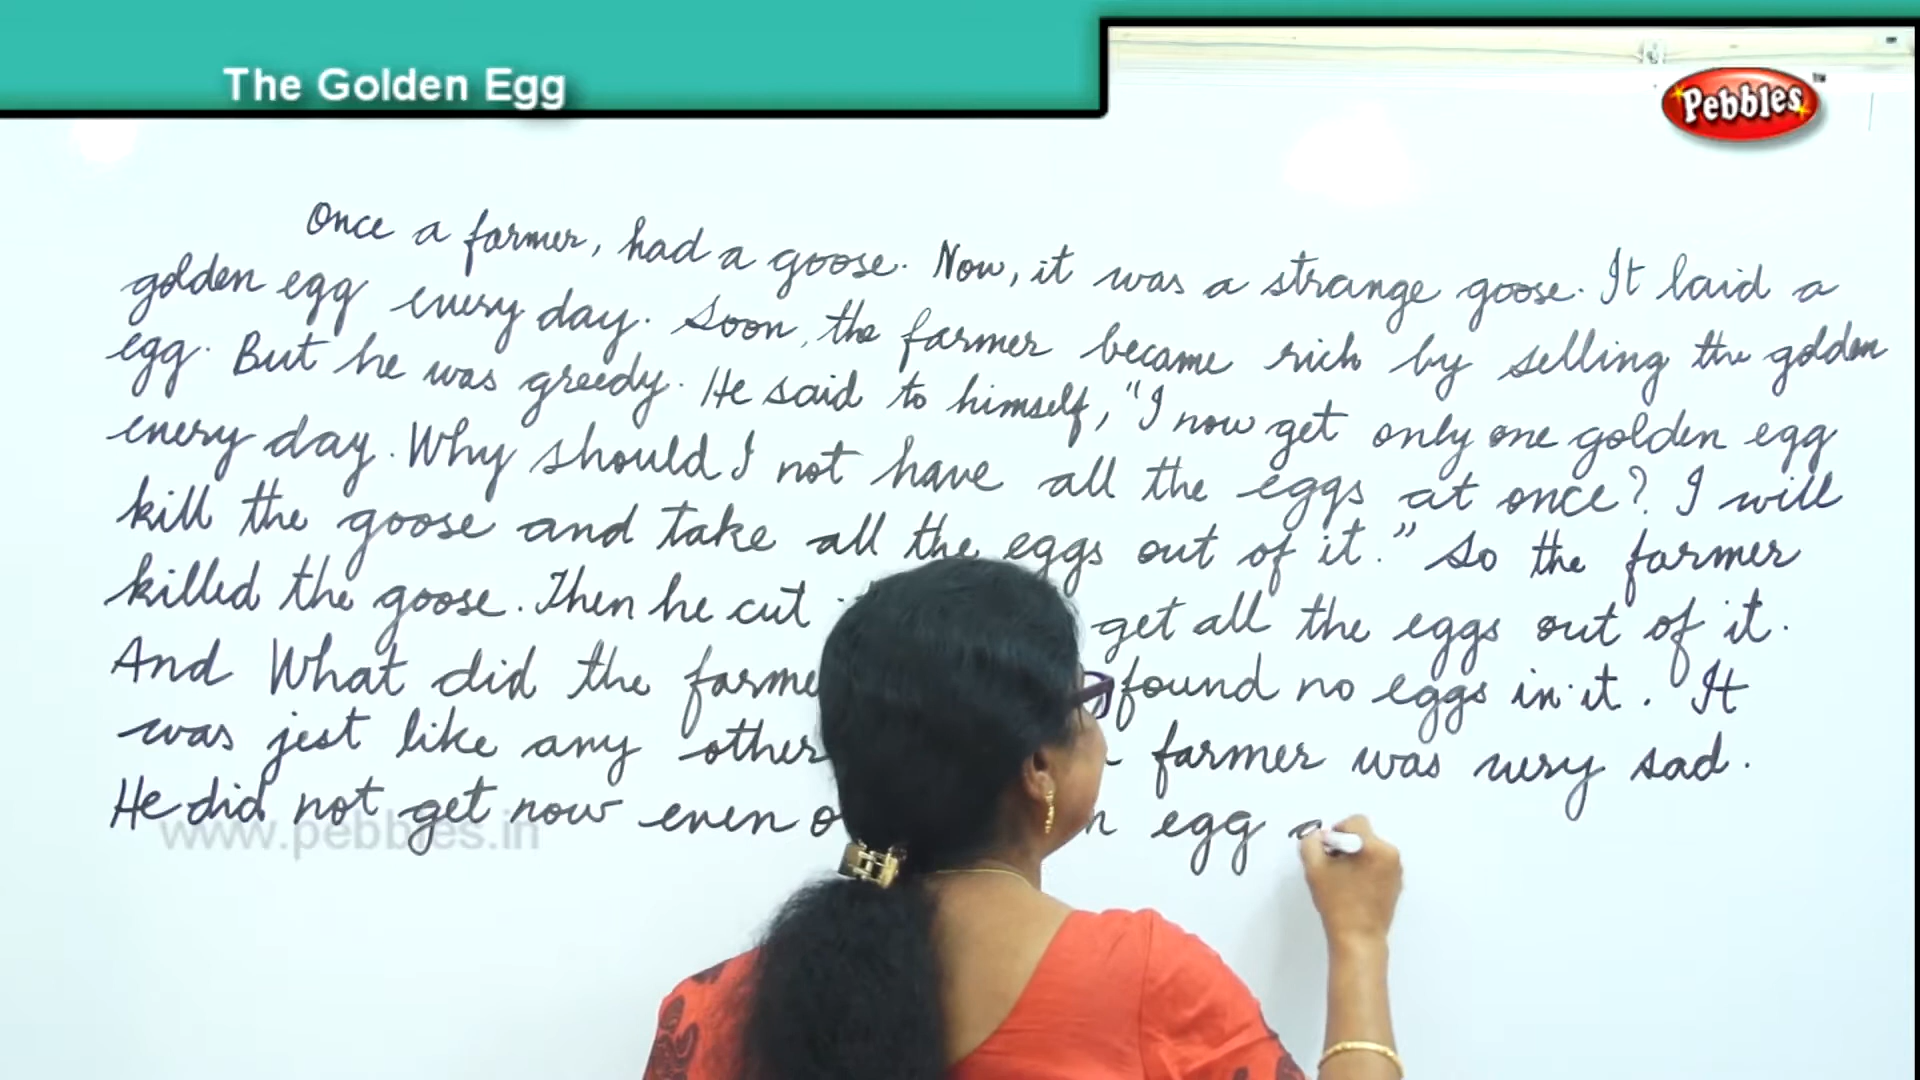 The Golden Egg
Pebbles
TM
Once a farmer, had a goose. Now, it was a strange goose. It laid a
golden egg every day. Soon, the farmer became rich by selling the golden
egg. But he was greedy. He said to himself, "I now get only one golden egg
every day. Why should I not have all the eggs at once? I will
kill the goose and take all the eggs out of it." So the farmer
killed the goose. Then he cut get all the eggs out of it.
And What did the found no eggs in it. It
was jest like any other farmer was very sad.
He did not get now even egg
www.pebbles.in